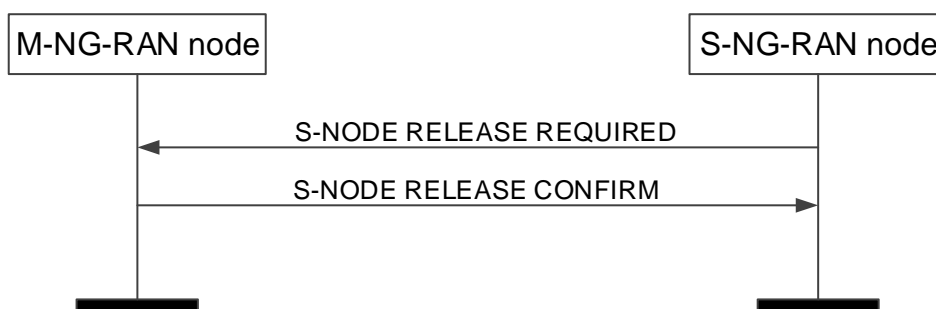 M-NG-RAN node
S-NG-RAN node
S-NODE RELEASE REQUIRED
S-NODE RELEASE CONFIRM